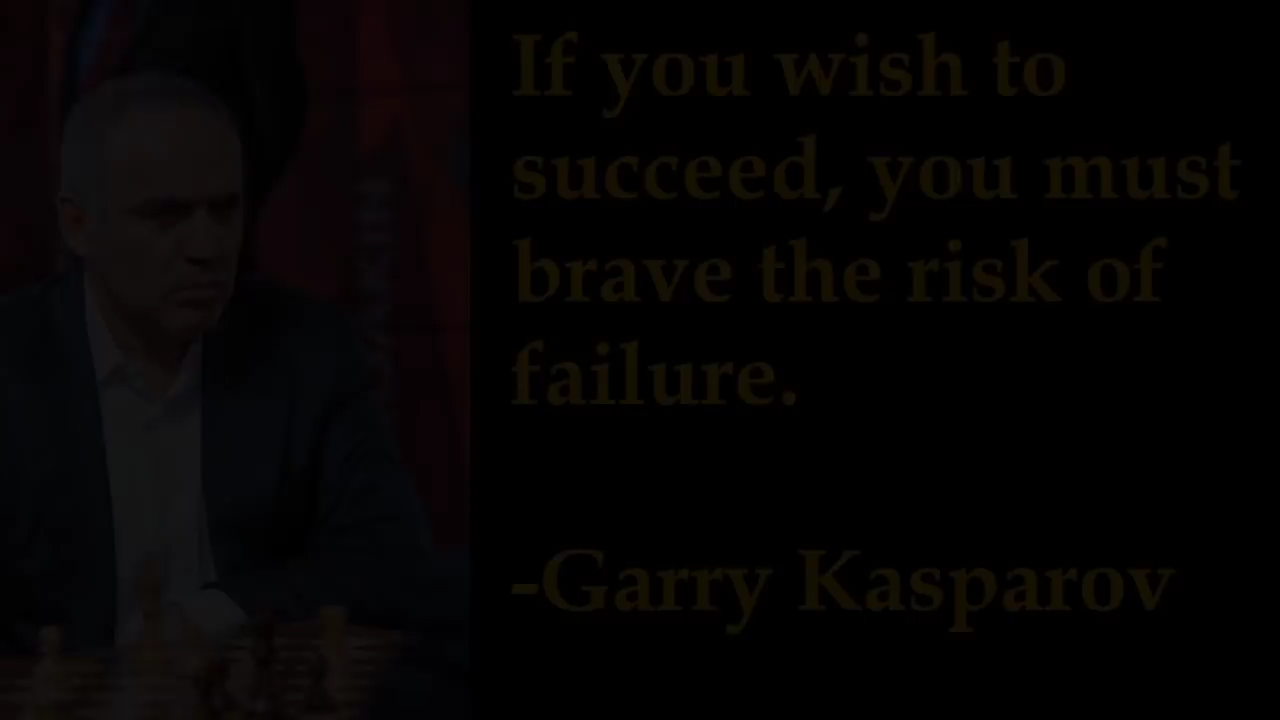 If you wish to
succeed, you must
brave the risk of
failure.
-Garry Kasparov